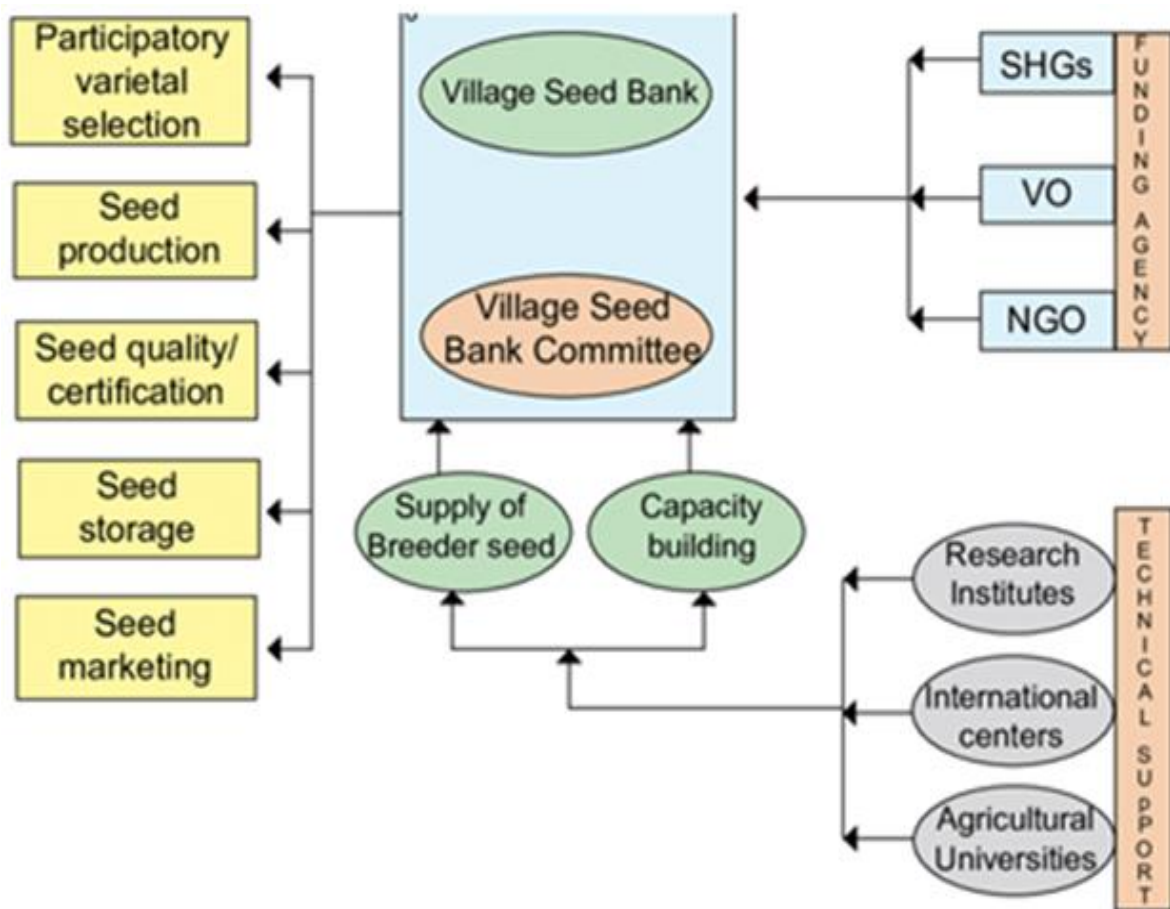 Participatory
varietal
selection
Seed
production
Seed quality/
certification
Seed
storage
Seed
marketing
Village Seed Bank
Village Seed
Bank Committee
Supply of
Breeder seed
Capacity
building
SHGs
VO
NGO
FUNDING AGENCY
Research
Institutes
International
centers
Agricultural
Universities
TECHNICAL SUpPORT